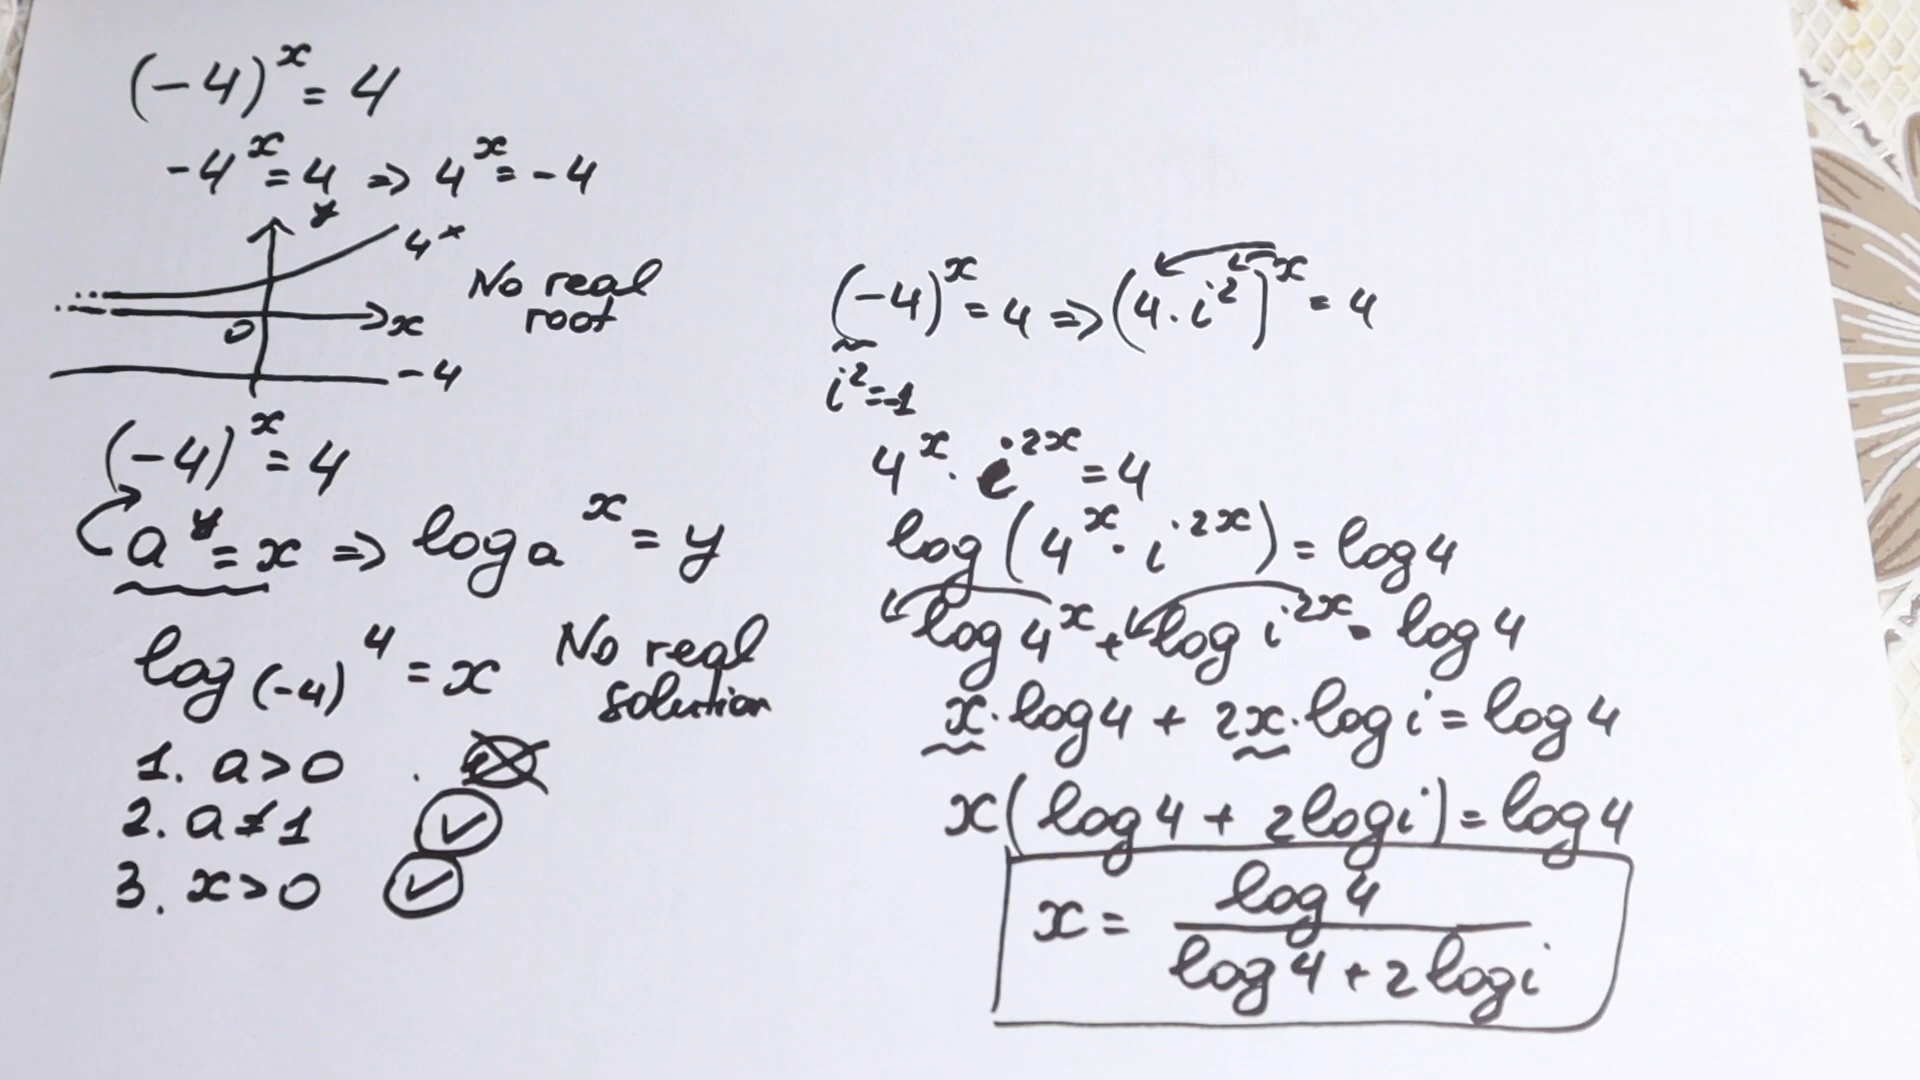 (-4)^x = 4
-4^x = 4 => 4^x = -4
y
4^x
No real
root
x
0
-4
(-4)^x = 4
a^y = x => log_a^x = y
log_(-4)^4 = x
No real
solution
1. a > 0
2. a ≠ 1
3. x > 0
(-4)^x = 4 => (4 · i^2)^x = 4
i^2 = -1
4^x · i^2x = 4
log (4^x · i^2x) = log 4
log 4^x + log i^2x = log 4
x · log 4 + 2x · log i = log 4
x (log 4 + 2 log i) = log 4
x = log 4 / log 4 + 2 log i